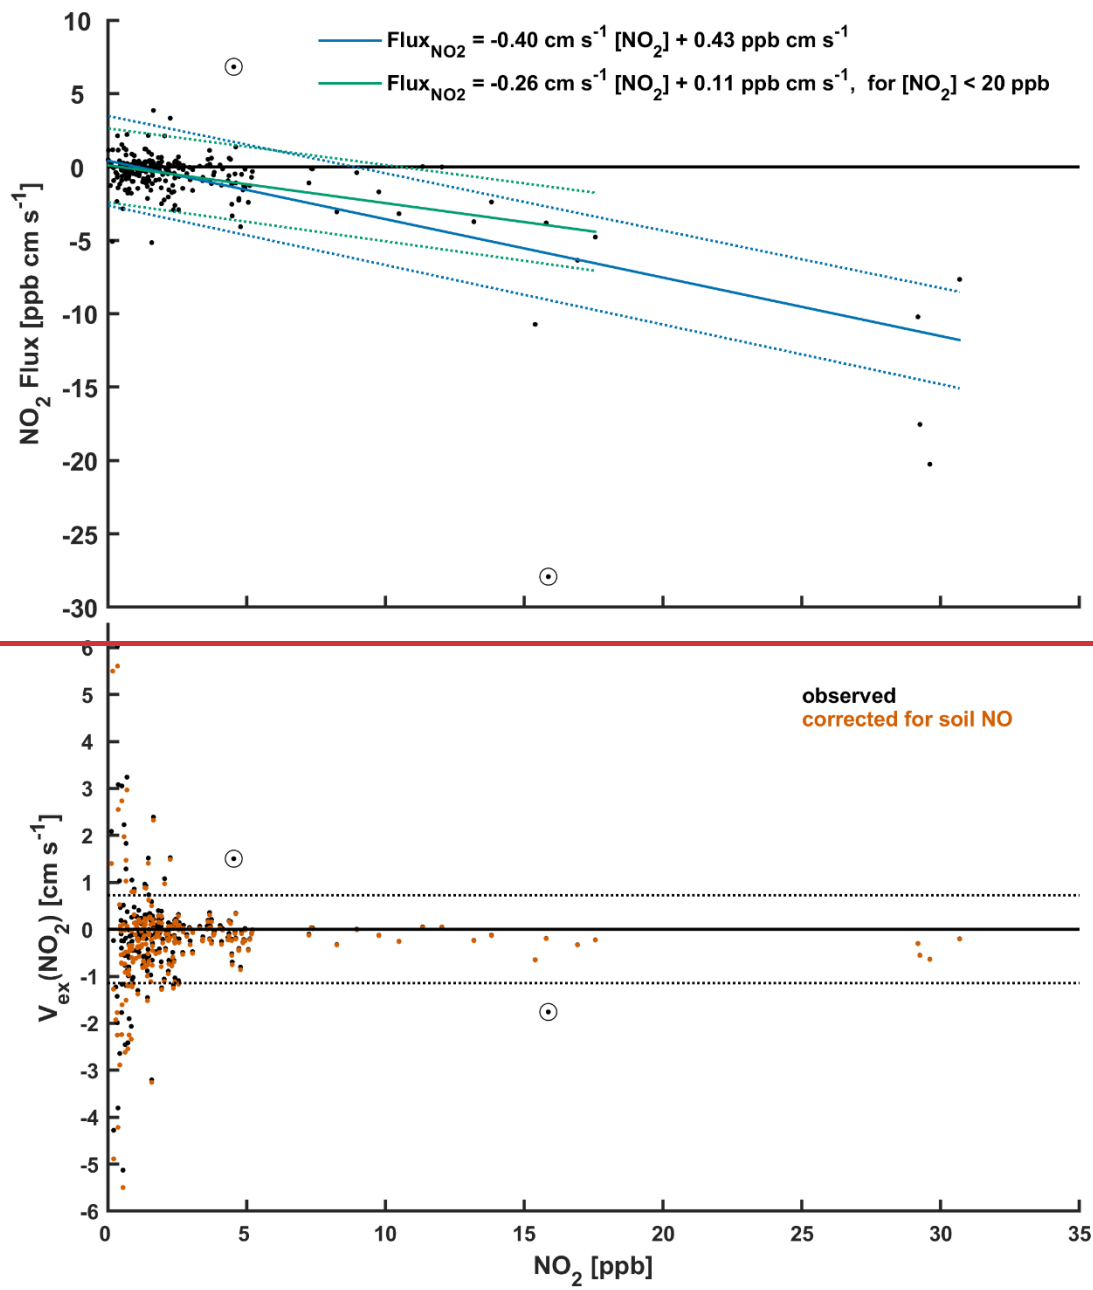 10
5
0
-5
-10
-15
-20
-25
-30
NO2 Flux [ppb cm s-1]
FluxNO2 = -0.40 cm s-1 [NO2] + 0.43 ppb cm s-1
FluxNO2 = -0.26 cm s-1 [NO2] + 0.11 ppb cm s-1, for [NO2] < 20 ppb
6
5
4
3
2
1
0
-1
-2
-3
-4
-5
-6
Vex(NO2) [cm s-1]
observed
corrected for soil NO
0 5 10 15 20 25 30 35
NO2 [ppb]